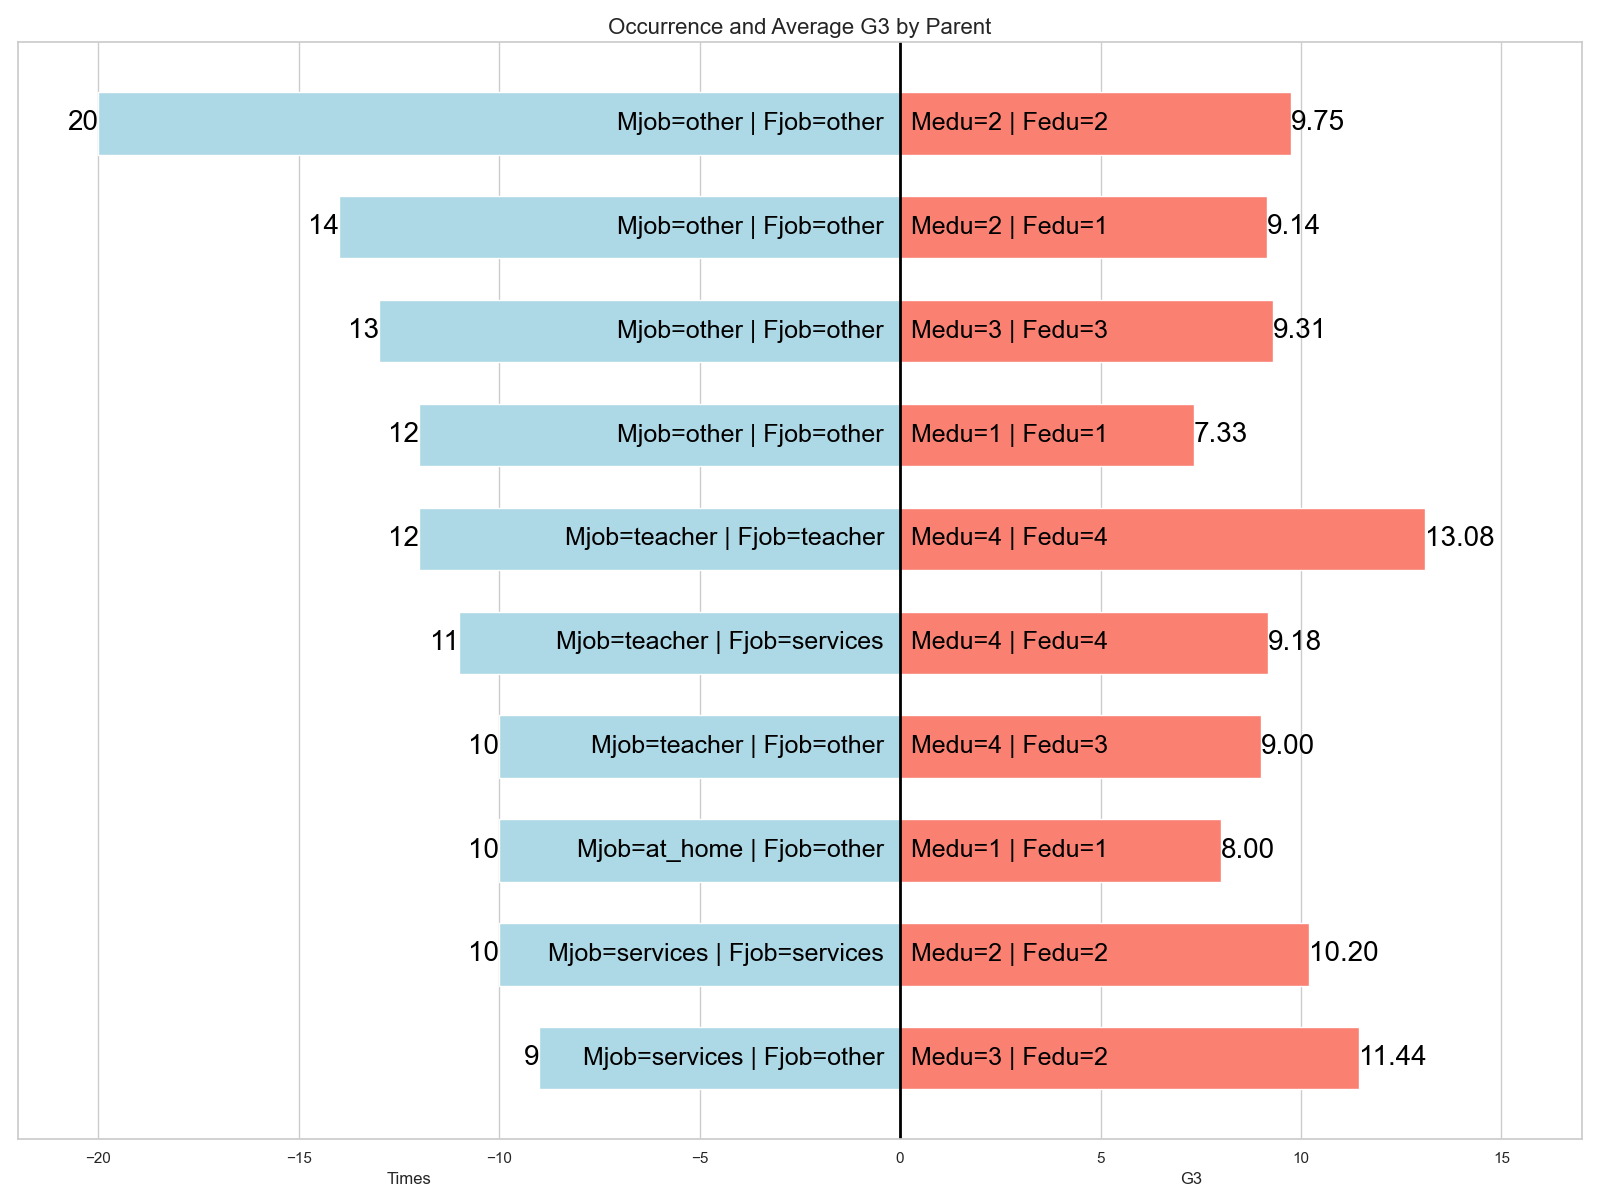 Occurrence and Average G3 by Parent
20 Mjob=other | Fjob=other Medu=2 | Fedu=2 9.75
14 Mjob=other | Fjob=other Medu=2 | Fedu=1 9.14
13 Mjob=other | Fjob=other Medu=3 | Fedu=3 9.31
12 Mjob=other | Fjob=other Medu=1 | Fedu=1 7.33
12 Mjob=teacher | Fjob=teacher Medu=4 | Fedu=4 13.08
11 Mjob=teacher | Fjob=services Medu=4 | Fedu=4 9.18
10 Mjob=teacher | Fjob=other Medu=4 | Fedu=3 9.00
10 Mjob=at_home | Fjob=other Medu=1 | Fedu=1 8.00
10 Mjob=services | Fjob=services Medu=2 | Fedu=2 10.20
9 Mjob=services | Fjob=other Medu=3 | Fedu=2 11.44
−20 −15 −10 −5 0 5 10 15
Times G3